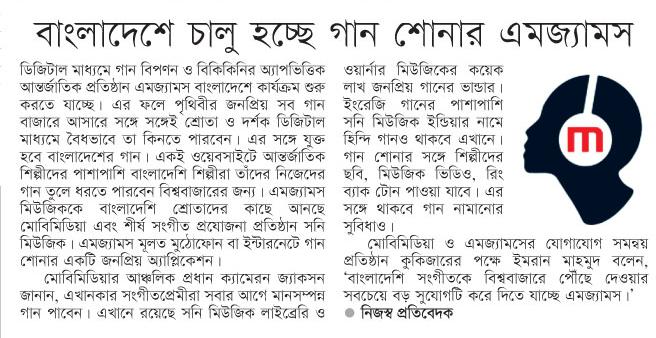 বাংলাদেশে চালু হচ্ছে গান শোনার এমজ্যামস
ডিজিটাল মাধ্যমে গান বিপণন ও বিকিকিনির অ্যাপভিত্তিক
আন্তর্জাতিক প্রতিষ্ঠান এমজ্যামস বাংলাদেশে কার্যক্রম শুরু
করতে যাচ্ছে। এর ফলে পৃথিবীর জনপ্রিয় সব গান
বাজারে আসারে সঙ্গে সঙ্গেই শ্রোতা ও দর্শক ডিজিটাল
মাধ্যমে বৈধভাবে তা কিনতে পারবেন। এর সঙ্গে যুক্ত
হবে বাংলাদেশের গান। একই ওয়েবসাইটে আন্তর্জাতিক
শিল্পীদের পাশাপাশি বাংলাদেশি শিল্পীরা তাঁদের নিজেদের
গান তুলে ধরতে পারবেন বিশ্ববাজারের জন্য। এমজ্যামস
মিউজিককে বাংলাদেশি শ্রোতাদের কাছে আনছে
মোবিমিডিয়া এবং শীর্ষ সংগীত প্রযোজনা প্রতিষ্ঠান সনি
মিউজিক। এমজ্যামস মূলত মুঠোফোন বা ইন্টারনেটে গান
শোনার একটি জনপ্রিয় অ্যাপ্লিকেশন।
মোবিমিডিয়ার আঞ্চলিক প্রধান ক্যামেরন জ্যাকসন
জানান, এখানকার সংগীতপ্রেমীরা সবার আগে মানসম্পন্ন
গান পাবেন। এখানে রয়েছে সনি মিউজিক লাইব্রেরি ও
ওয়ার্নার মিউজিকের কয়েক
লাখ জনপ্রিয় গানের ভান্ডার।
ইংরেজি গানের পাশাপাশি
সনি মিউজিক ইন্ডিয়ার নামে
হিন্দি গানও থাকবে এখানে।
গান শোনার সঙ্গে শিল্পীদের
ছবি, মিউজিক ভিডিও, রিং
ব্যাক টোন পাওয়া যাবে। এর
সঙ্গে থাকবে গান নামানোর
সুবিধাও।
মোবিমিডিয়া ও এমজ্যামসের যোগাযোগ সমন্বয়
প্রতিষ্ঠান কুকিজারের পক্ষে ইমরান মাহমুদ বলেন,
‘বাংলাদেশি সংগীতকে বিশ্ববাজারে পৌঁছে দেওয়ার
সবচেয়ে বড় সুযোগটি করে দিতে যাচ্ছে এমজ্যামস।’
● নিজস্ব প্রতিবেদক
m